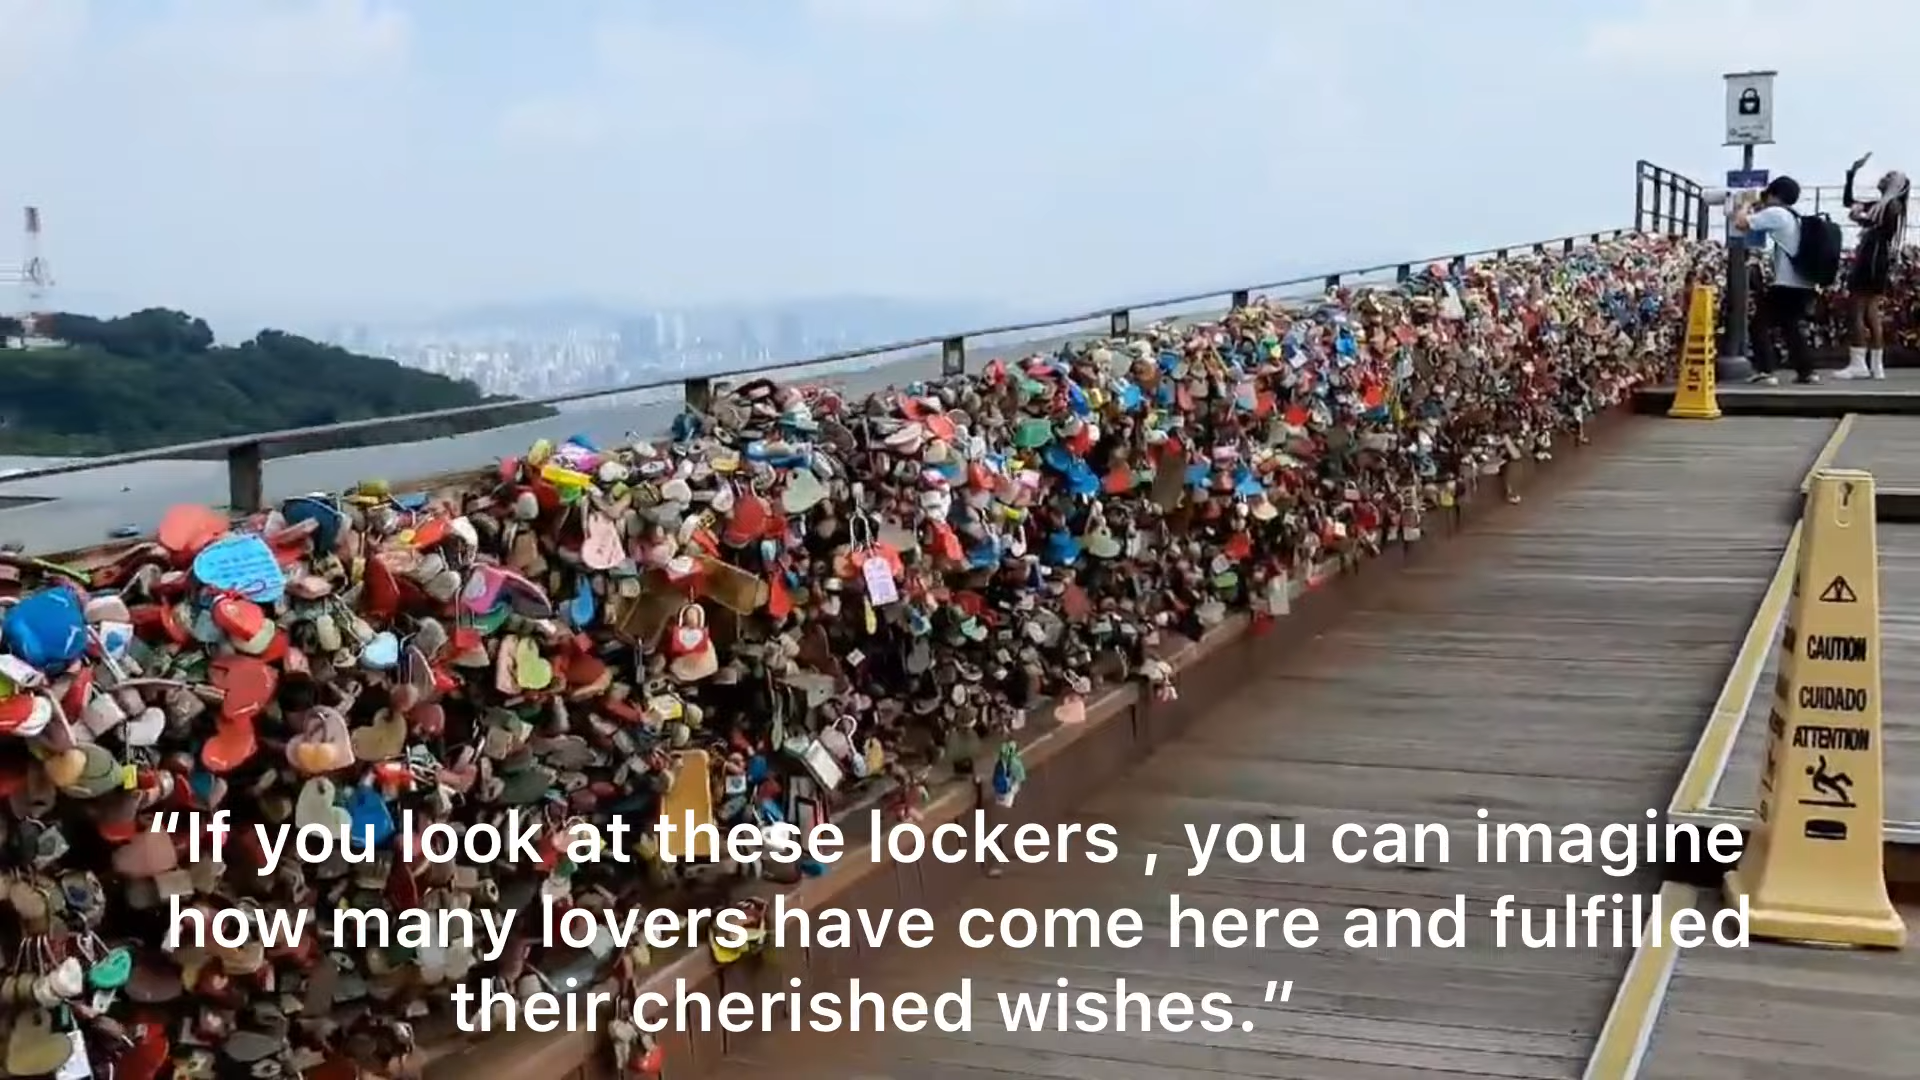 CAUTION
CUIDADO
ATTENTION
“If you look at these lockers , you can imagine
how many lovers have come here and fulfilled
their cherished wishes.”